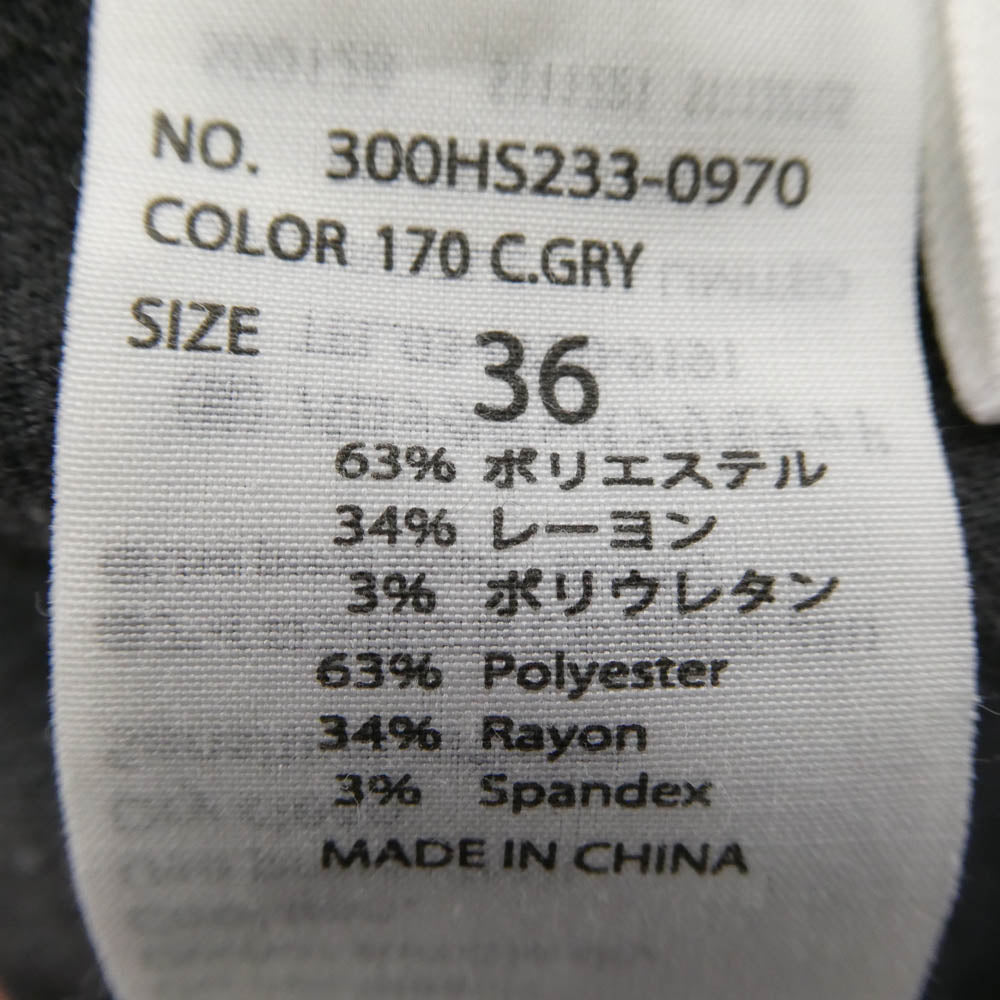 NO. 300HS233-0970
COLOR 170 C.GRY
SIZE 36
63% ポリエステル
34% レーヨン
3% ポリウレタン
63% Polyester
34% Rayon
3% Spandex
MADE IN CHINA